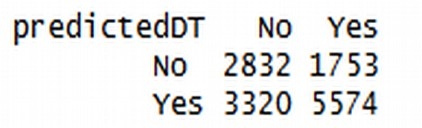 predictedDT No Yes
No 2832 1753
Yes 3320 5574